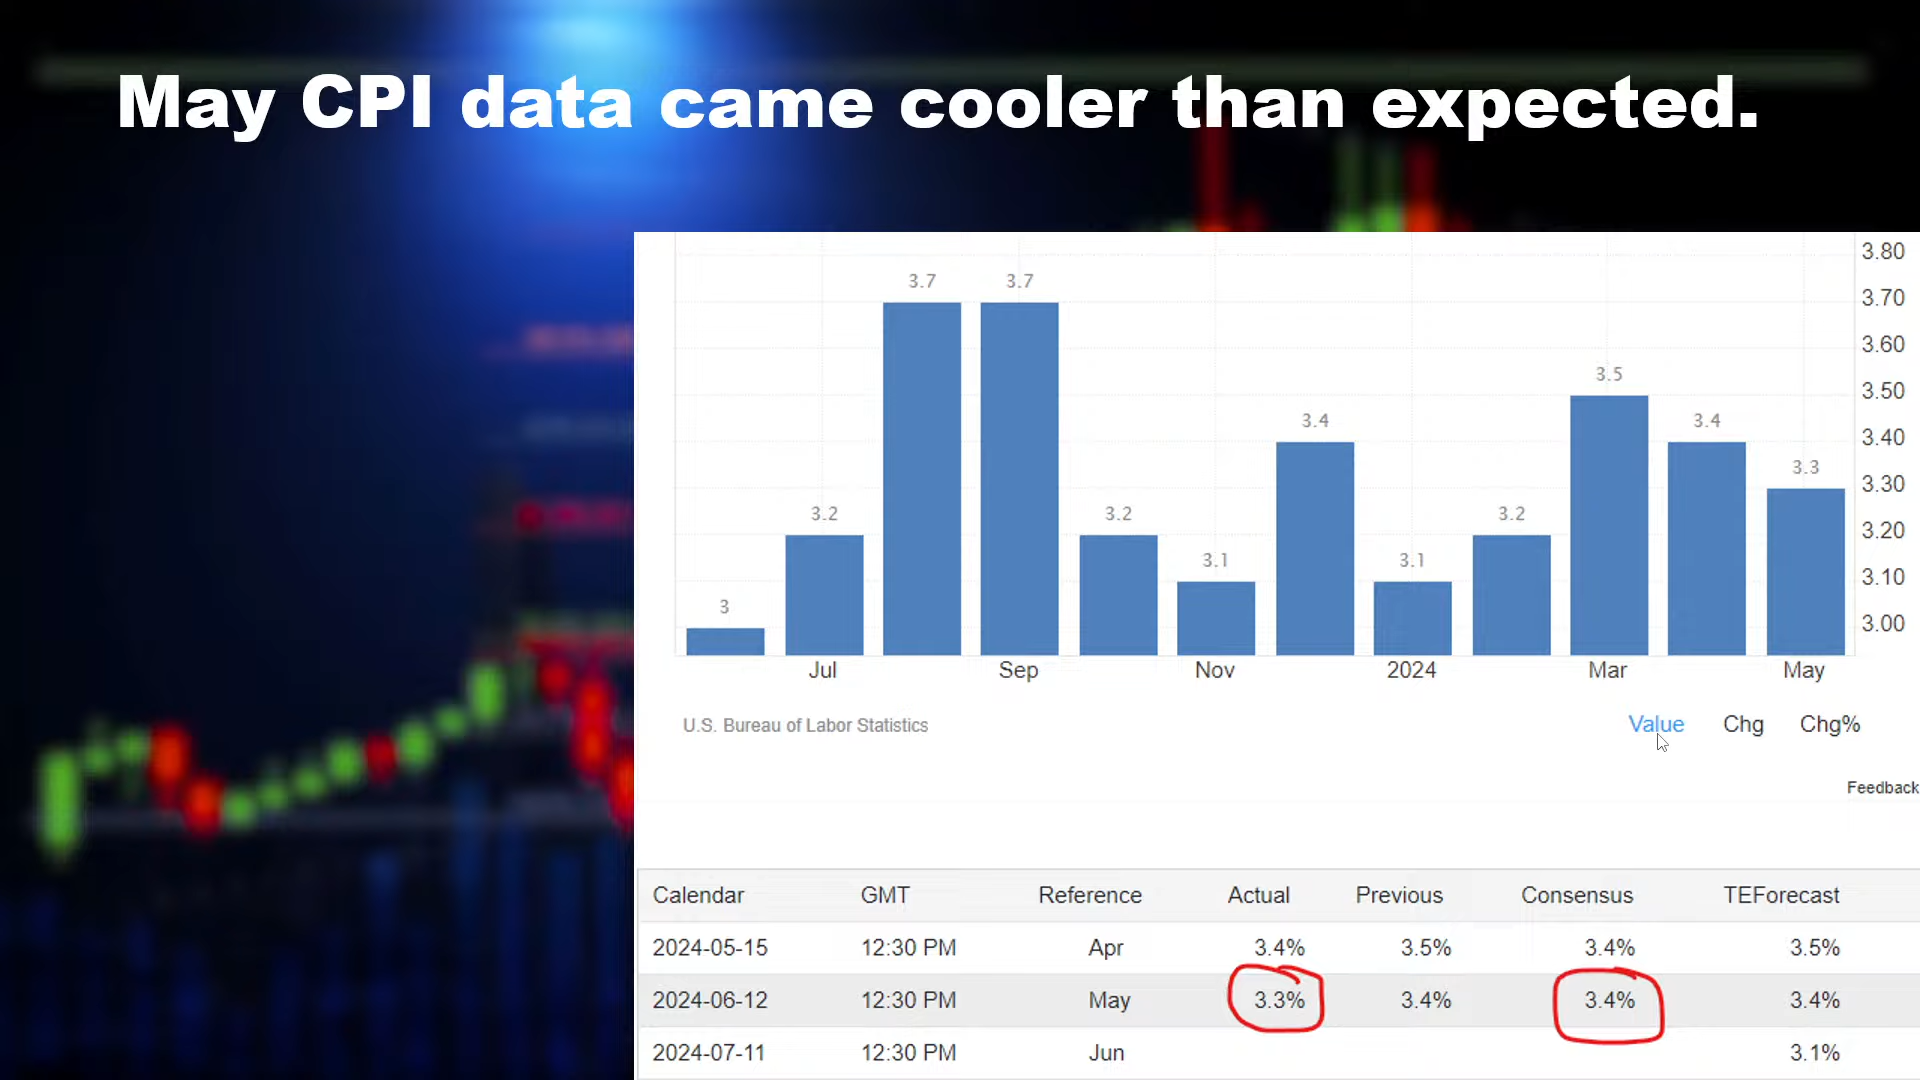 May CPI data came cooler than expected.
3.80
3.7 3.7
3.70
3.60
3.5
3.50
3.4 3.4
3.40
3.3
3.30
3.2 3.2 3.2
3.20
3.1 3.1
3.10
3
3.00
Jul Sep Nov 2024 Mar May
U.S. Bureau of Labor Statistics Value Chg Chg%
Feedback
Calendar GMT Reference Actual Previous Consensus TEForecast
2024-05-15 12:30 PM Apr 3.4% 3.5% 3.4% 3.5%
2024-06-12 12:30 PM May 3.3% 3.4% 3.4% 3.4%
2024-07-11 12:30 PM Jun 3.1%